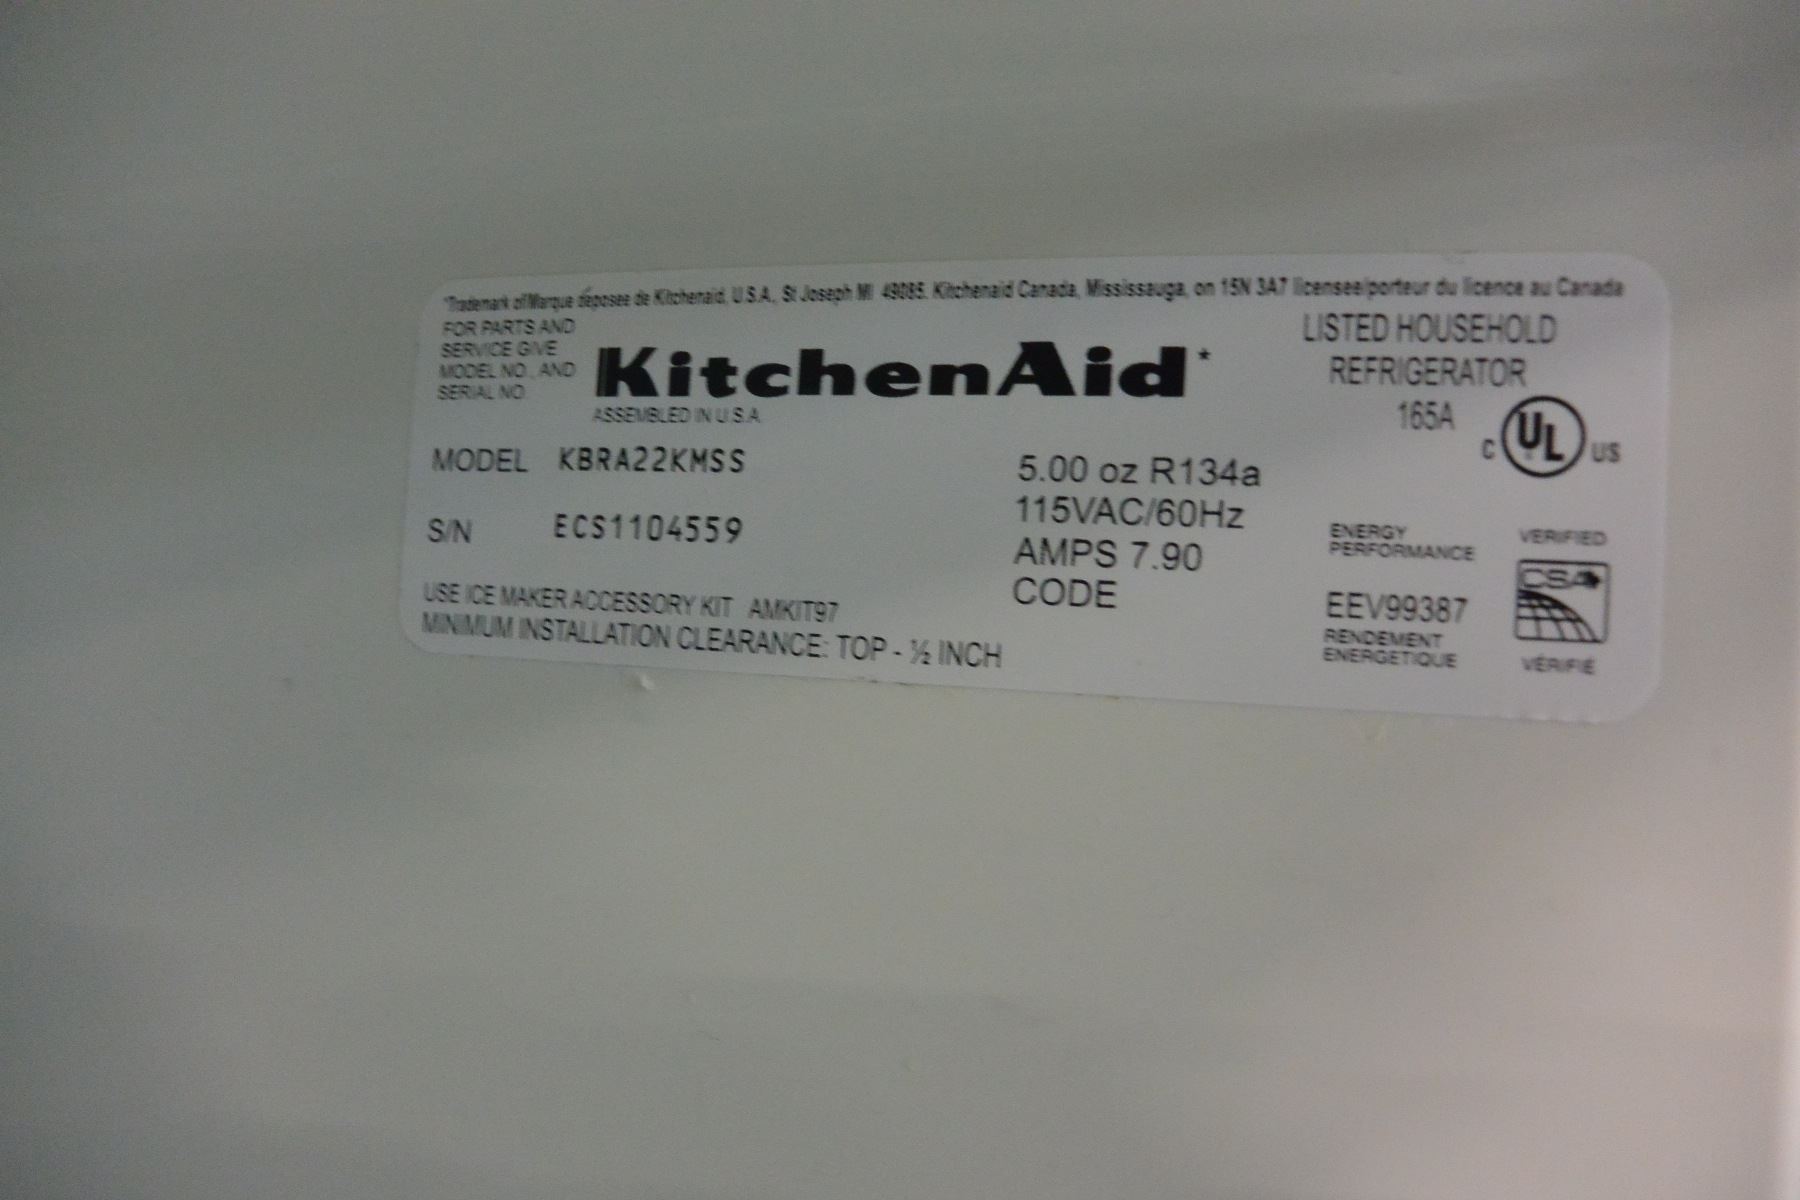 *Trademark of/Marque deposee de Kitchenaid, U.S.A., St Joseph MI 49085. Kitchenaid Canada, Mississauga, on 15N 3A7 licensee/porteur du licence au Canada
FOR PARTS AND
SERVICE GIVE
MODEL NO. AND
SERIAL NO
KitchenAid*
ASSEMBLED IN U.S.A.
LISTED HOUSEHOLD
REFRIGERATOR
165A
C UL US
MODEL KBRA22KMSS
S/N ECS1104559
5.00 oz R134a
115VAC/60Hz
AMPS 7.90
CODE
USE ICE MAKER ACCESSORY KIT AMKIT97
MINIMUM INSTALLATION CLEARANCE: TOP - ½ INCH
ENERGY
PERFORMANCE
EEV99387
RENDEMENT
ENERGETIQUE
VERIFIED
CSA
VÉRIFIÉ